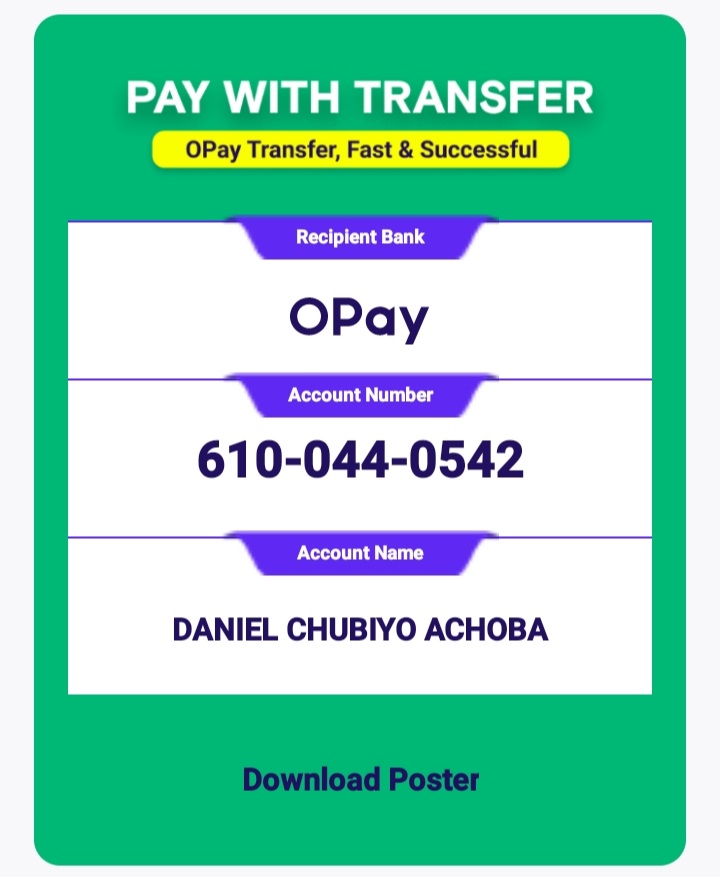 PAY WITH TRANSFER
OPay Transfer, Fast & Successful
Recipient Bank
OPay
Account Number
610-044-0542
Account Name
DANIEL CHUBIYO ACHOBA
Download Poster